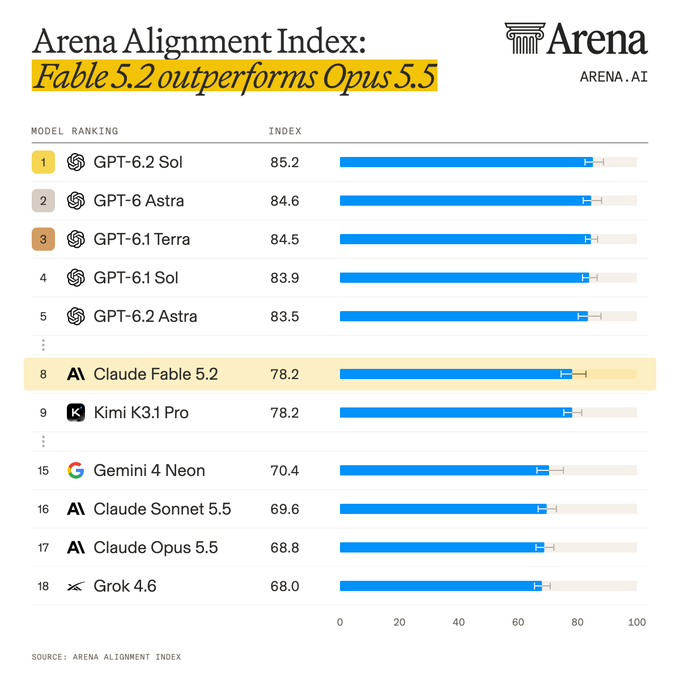 Arena Alignment Index:
Fable 5.2 outperforms Opus 5.5
Arena
ARENA.AI
MODEL RANKING INDEX
1 GPT-6.2 Sol 85.2
2 GPT-6 Astra 84.6
3 GPT-6.1 Terra 84.5
4 GPT-6.1 Sol 83.9
5 GPT-6.2 Astra 83.5
8 Claude Fable 5.2 78.2
9 Kimi K3.1 Pro 78.2
15 Gemini 4 Neon 70.4
16 Claude Sonnet 5.5 69.6
17 Claude Opus 5.5 68.8
18 Grok 4.6 68.0
0 20 40 60 80 100
SOURCE: ARENA ALIGNMENT INDEX